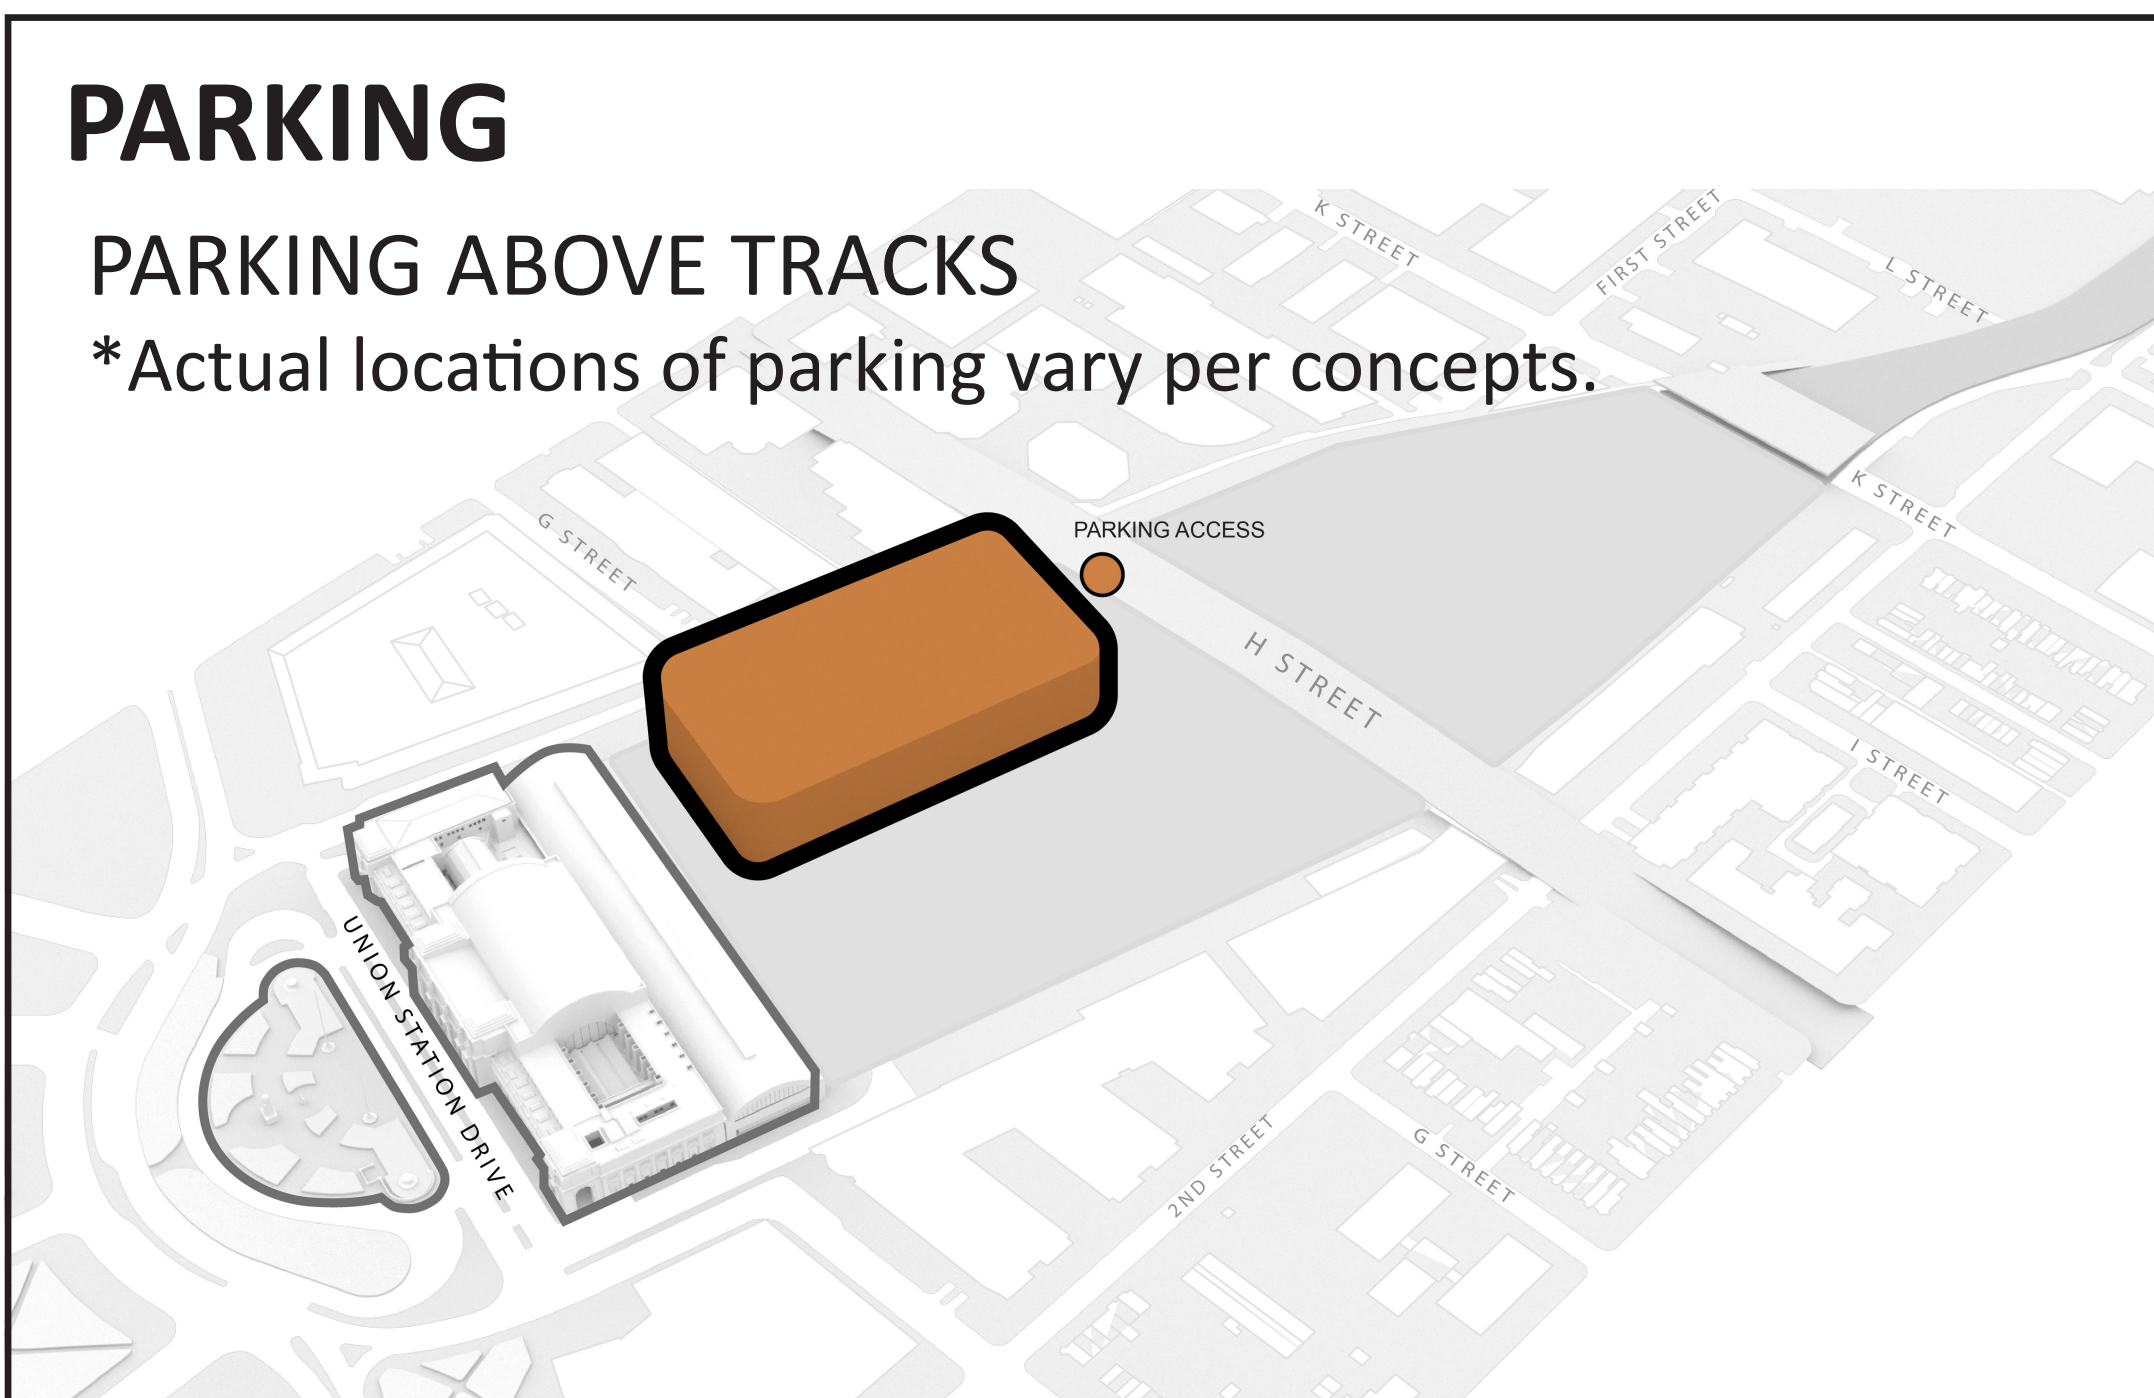 PARKING
PARKING ABOVE TRACKS
*Actual locations of parking vary per concepts.
K STREET
FIRST STREET
L STREET
G STREET
PARKING ACCESS
K STREET
H STREET
I STREET
UNION STATION DRIVE
2ND STREET
G STREET